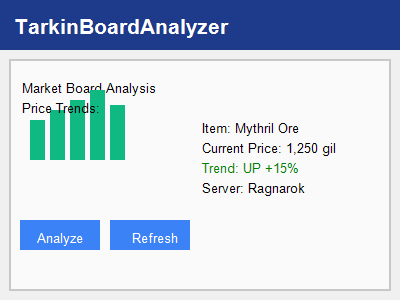 TarkinBoardAnalyzer
Market Board Analysis
Price Trends:
Item: Mythril Ore
Current Price: 1,250 gil
Trend: UP +15%
Server: Ragnarok
Analyze
Refresh